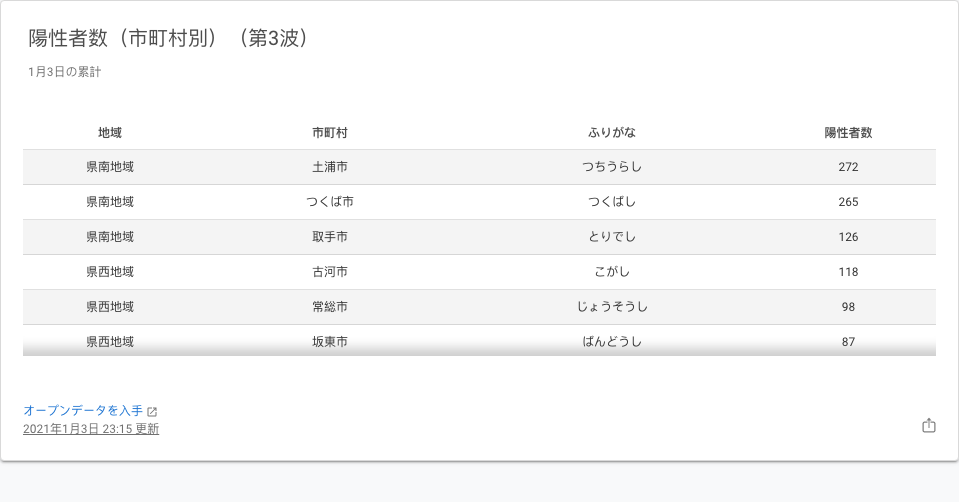 陽性者数（市町村別）（第3波）
1月3日の累計
地域 市町村 ふりがな 陽性者数
県南地域 土浦市 つちうらし 272
県南地域 つくば市 つくばし 265
県南地域 取手市 とりでし 126
県西地域 古河市 こがし 118
県西地域 常総市 じょうそうし 98
県西地域 坂東市 ばんどうし 87
オープンデータを入手
2021年1月3日 23:15 更新